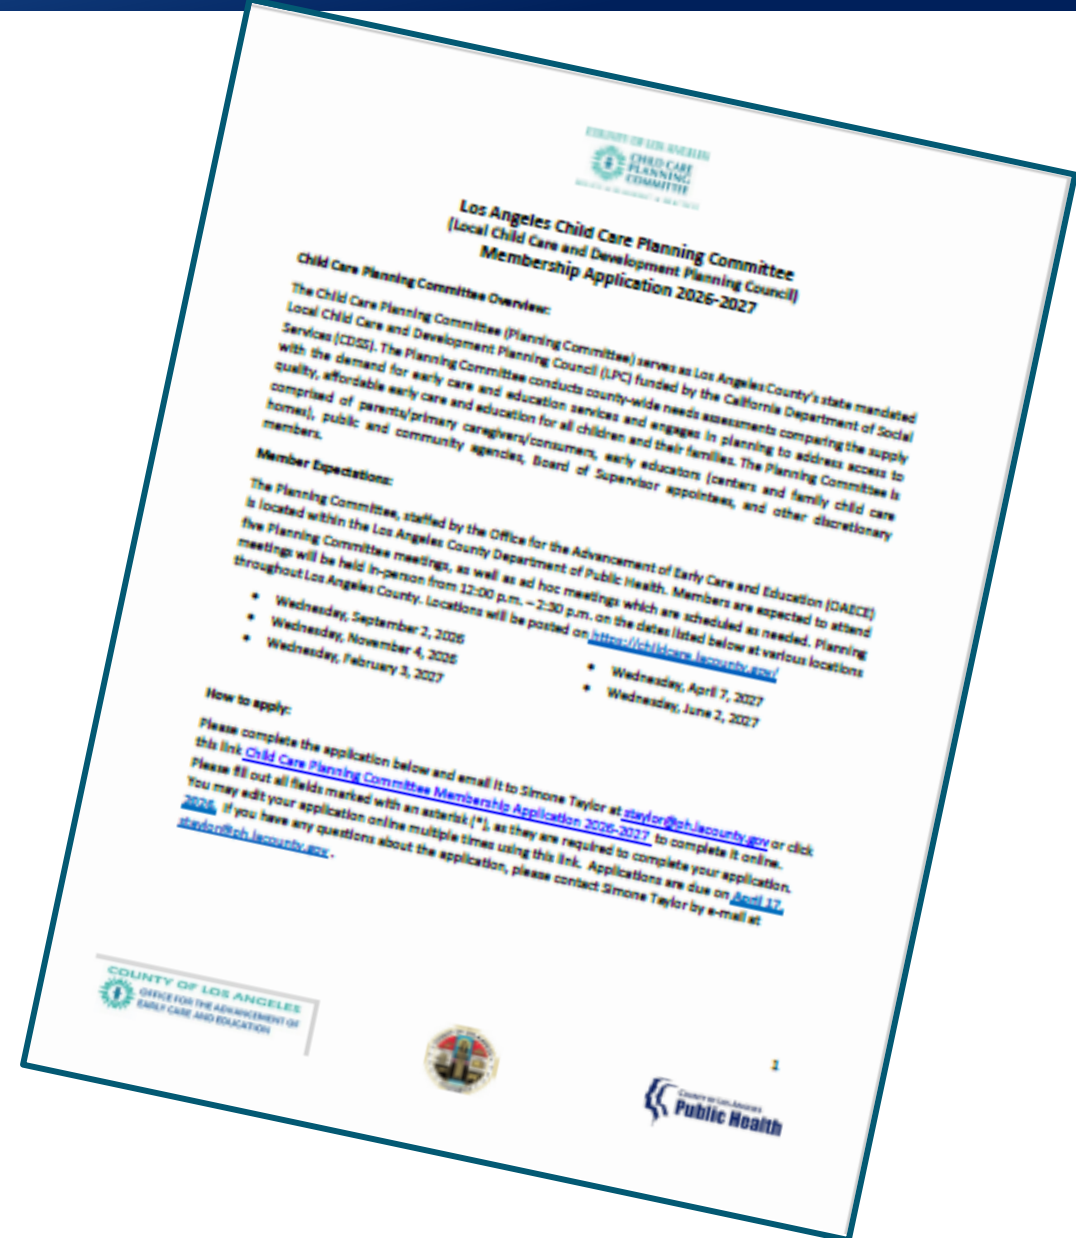 COUNTY OF LOS ANGELES
CHILD CARE
PLANNING
COMMITTEE
Los Angeles Child Care Planning Committee
(Local Child Care and Development Planning Council)
Membership Application 2026-2027
Child Care Planning Committee Overview:
The Child Care Planning Committee (Planning Committee) serves as Los Angeles County's state mandated
Local Child Care and Development Planning Council (LPC) funded by the California Department of Social
Services (CDSS). The Planning Committee conducts county-wide needs assessments comparing the supply
with the demand for early care and education services and engages in planning to address access to
quality, affordable early care and education for all children and their families. The Planning Committee is
comprised of parents/primary caregivers/consumers, early educators (centers and family child care
homes), public and community agencies, Board of Supervisor appointees, and other discretionary
members.
Member Expectations:
The Planning Committee, staffed by the Office for the Advancement of Early Care and Education (OAECE)
is located within the Los Angeles County Department of Public Health. Members are expected to attend
five Planning Committee meetings, as well as ad hoc meetings which are scheduled as needed. Planning
meetings will be held in-person from 12:00 p.m. – 2:30 p.m. on the dates listed below at various locations
throughout Los Angeles County. Locations will be posted on https://childcare.lacounty.gov/
• Wednesday, September 2, 2026
• Wednesday, November 4, 2026
• Wednesday, February 3, 2027
• Wednesday, April 7, 2027
• Wednesday, June 2, 2027
How to apply:
Please complete the application below and email it to Simone Taylor at staylor@ph.lacounty.gov or click
this link Child Care Planning Committee Membership Application 2026-2027 to complete it online.
Please fill out all fields marked with an asterisk (*), as they are required to complete your application.
You may edit your application online multiple times using this link. Applications are due on April 17,
2026. If you have any questions about the application, please contact Simone Taylor by e-mail at
staylor@ph.lacounty.gov .
1
COUNTY OF LOS ANGELES
OFFICE FOR THE ADVANCEMENT OF
EARLY CARE AND EDUCATION
County of Los Angeles
Public Health